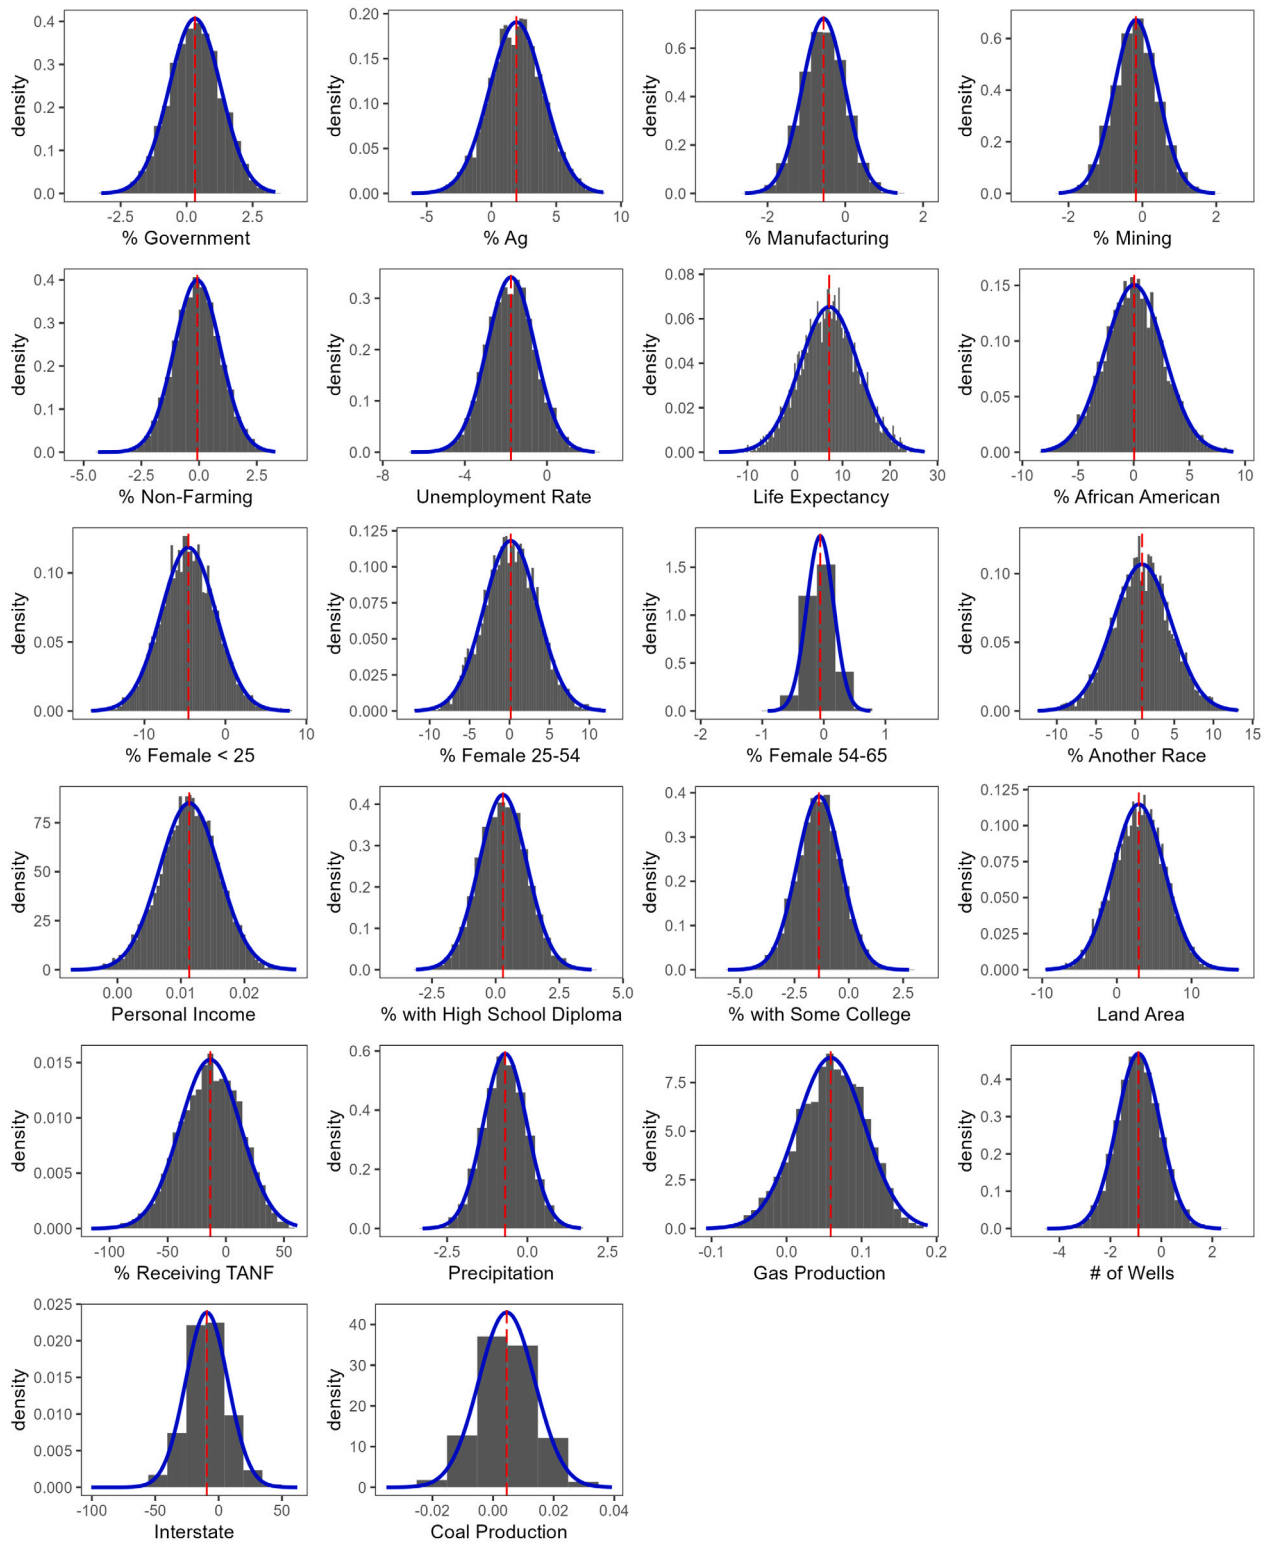 density
0.4
0.3
0.2
0.1
0.0
-2.5 0.0 2.5
% Government
density
0.20
0.15
0.10
0.05
0.00
-5 0 5 10
% Ag
density
0.6
0.4
0.2
0.0
-2 0 2
% Manufacturing
density
0.6
0.4
0.2
0.0
-2 0 2
% Mining
density
0.4
0.3
0.2
0.1
0.0
-5.0 -2.5 0.0 2.5
% Non-Farming
density
0.3
0.2
0.1
0.0
-8 -4 0
Unemployment Rate
density
0.08
0.06
0.04
0.02
0.00
-10 0 10 20 30
Life Expectancy
density
0.15
0.10
0.05
0.00
-10 -5 0 5 10
% African American
density
0.10
0.05
0.00
-10 0 10
% Female < 25
density
0.125
0.100
0.075
0.050
0.025
0.000
-10 -5 0 5 10
% Female 25-54
density
1.5
1.0
0.5
0.0
-2 -1 0 1
% Female 54-65
density
0.10
0.05
0.00
-10 -5 0 5 10 15
% Another Race
density
75
50
25
0
0.00 0.01 0.02
Personal Income
density
0.4
0.3
0.2
0.1
0.0
-2.5 0.0 2.5 5.0
% with High School Diploma
density
0.4
0.3
0.2
0.1
0.0
-5.0 -2.5 0.0 2.5
% with Some College
density
0.125
0.100
0.075
0.050
0.025
0.000
-10 0 10
Land Area
density
0.015
0.010
0.005
0.000
-100 -50 0 50
% Receiving TANF
density
0.6
0.4
0.2
0.0
-2.5 0.0 2.5
Precipitation
density
7.5
5.0
2.5
0.0
-0.1 0.0 0.1 0.2
Gas Production
density
0.4
0.3
0.2
0.1
0.0
-4 -2 0 2
# of Wells
density
0.025
0.020
0.015
0.010
0.005
0.000
-100 -50 0 50
Interstate
density
40
30
20
10
0
-0.02 0.00 0.02 0.04
Coal Production